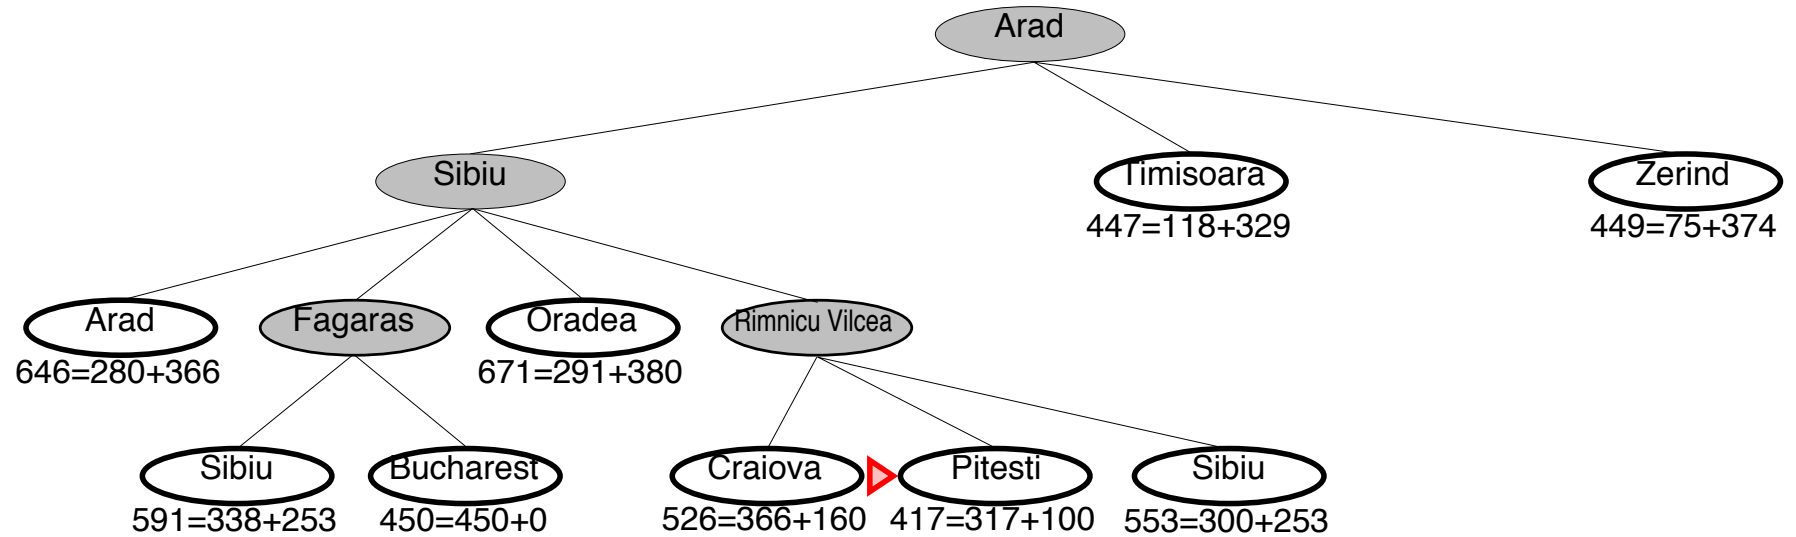 Arad
Sibiu
Timisoara
Zerind
447=118+329
449=75+374
Arad
Fagaras
Oradea
Rimnicu Vilcea
646=280+366
671=291+380
Sibiu
Bucharest
Craiova
Pitesti
Sibiu
591=338+253
450=450+0
526=366+160
417=317+100
553=300+253